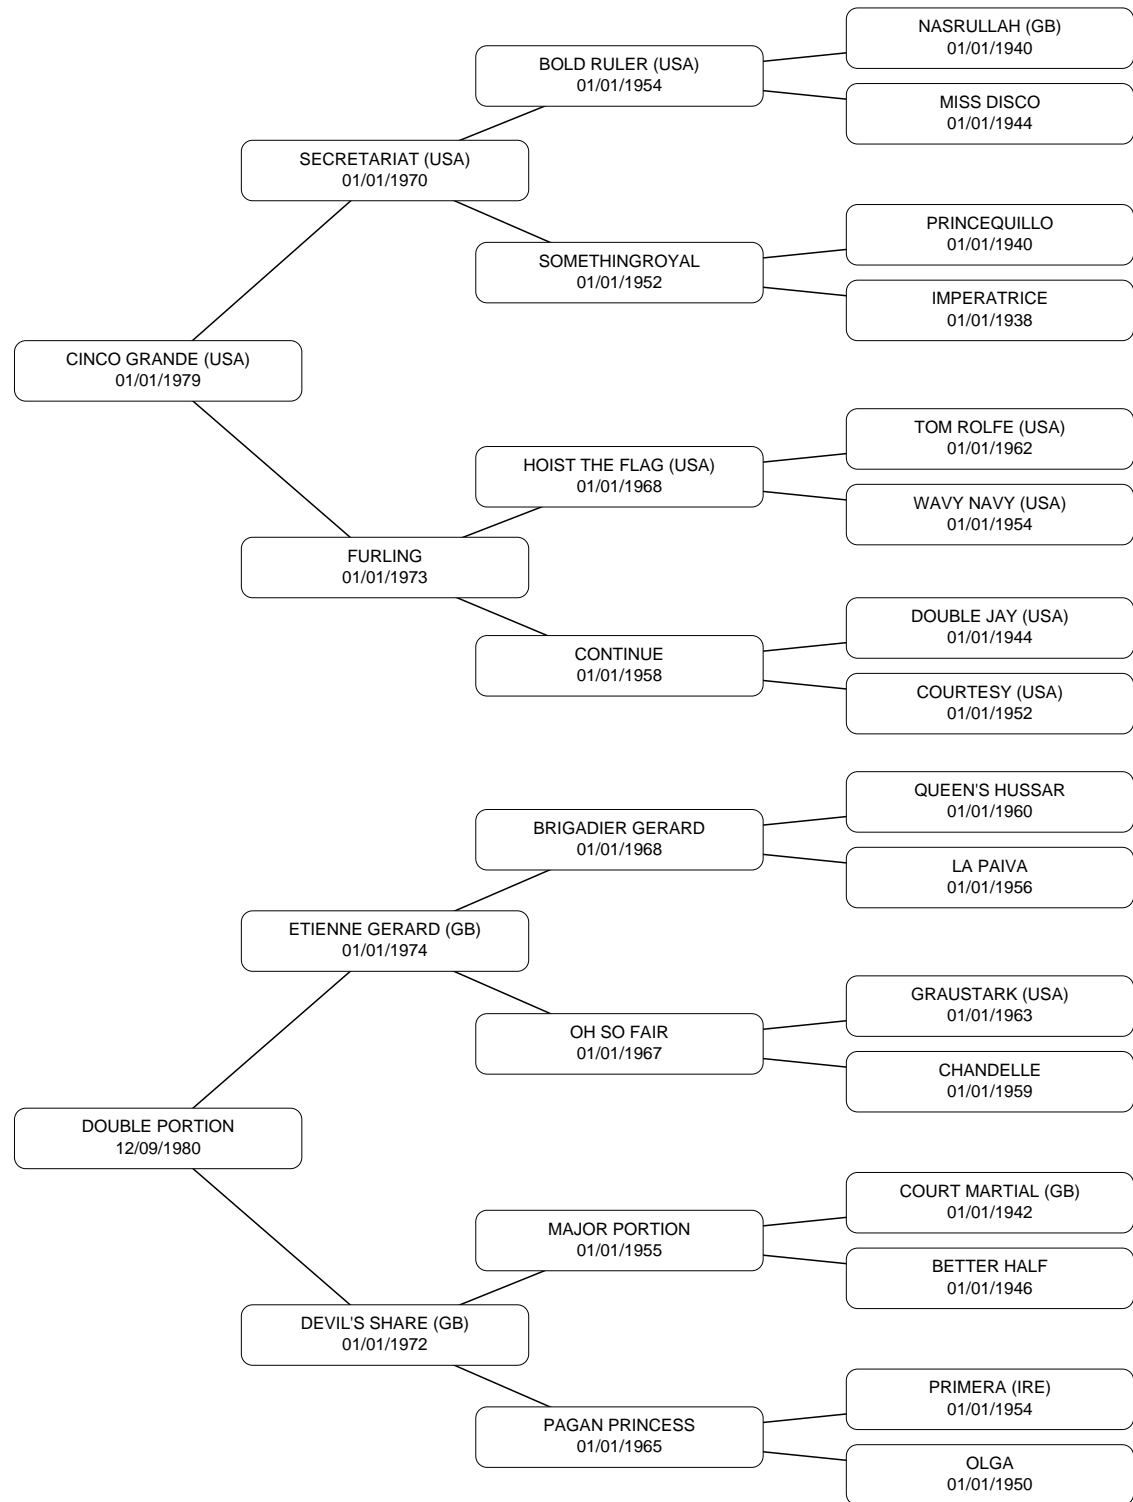 NASRULLAH (GB)
01/01/1940
BOLD RULER (USA)
01/01/1954
MISS DISCO
01/01/1944
SECRETARIAT (USA)
01/01/1970
PRINCEQUILLO
01/01/1940
SOMETHINGROYAL
01/01/1952
IMPERATRICE
01/01/1938
CINCO GRANDE (USA)
01/01/1979
TOM ROLFE (USA)
01/01/1962
HOIST THE FLAG (USA)
01/01/1968
WAVY NAVY (USA)
01/01/1954
FURLING
01/01/1973
DOUBLE JAY (USA)
01/01/1944
CONTINUE
01/01/1958
COURTESY (USA)
01/01/1952
QUEEN'S HUSSAR
01/01/1960
BRIGADIER GERARD
01/01/1968
LA PAIVA
01/01/1956
ETIENNE GERARD (GB)
01/01/1974
GRAUSTARK (USA)
01/01/1963
OH SO FAIR
01/01/1967
CHANDELLE
01/01/1959
DOUBLE PORTION
12/09/1980
COURT MARTIAL (GB)
01/01/1942
MAJOR PORTION
01/01/1955
BETTER HALF
01/01/1946
DEVIL'S SHARE (GB)
01/01/1972
PRIMERA (IRE)
01/01/1954
PAGAN PRINCESS
01/01/1965
OLGA
01/01/1950